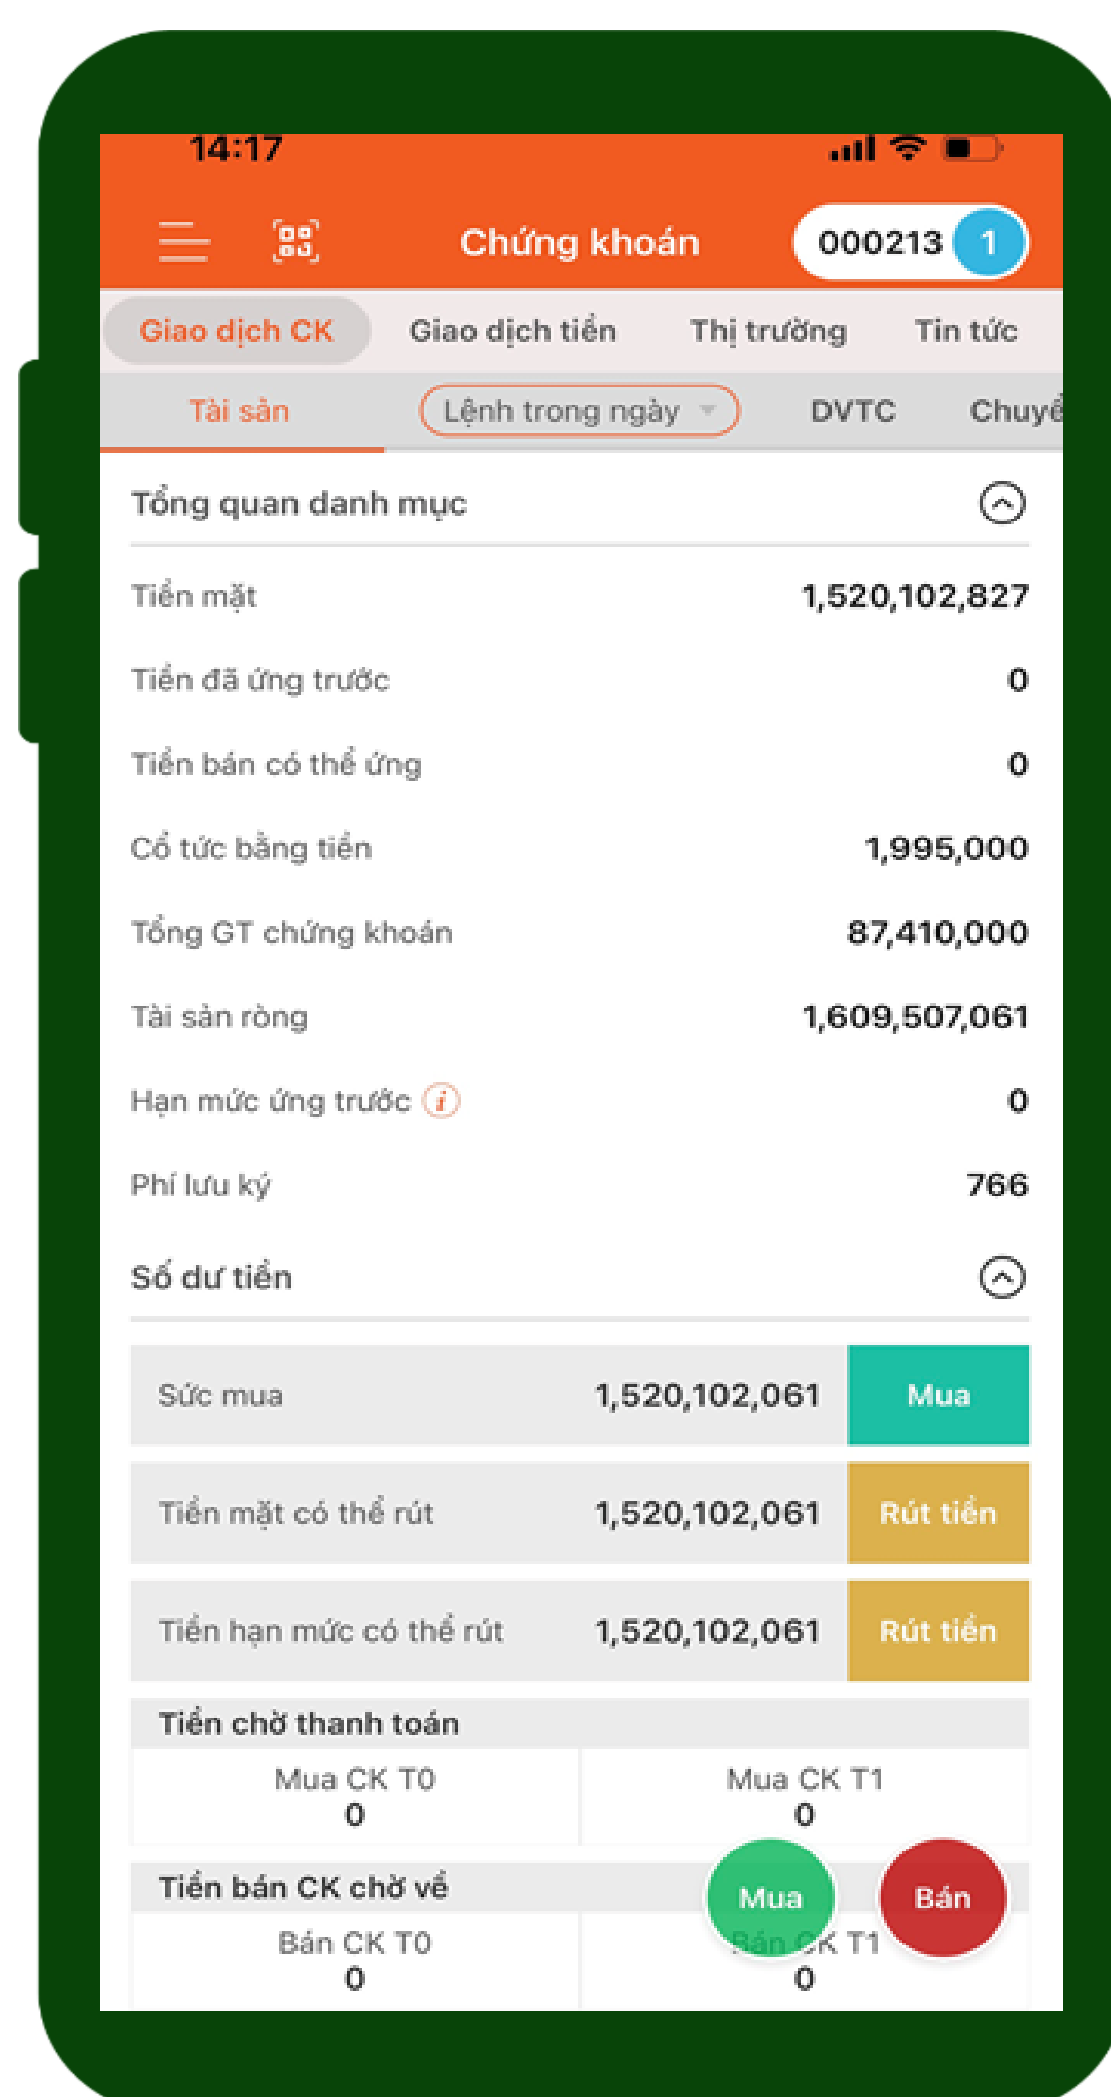 14:17
Chứng khoán 000213 1
Giao dịch CK Giao dịch tiền Thị trường Tin tức
Tài sản Lệnh trong ngày DVTC Chuyể
Tổng quan danh mục
Tiền mặt 1,520,102,827
Tiền đã ứng trước 0
Tiền bán có thể ứng 0
Cổ tức bằng tiền 1,995,000
Tổng GT chứng khoán 87,410,000
Tài sản ròng 1,609,507,061
Hạn mức ứng trước i 0
Phí lưu ký 766
Số dư tiền
Sức mua 1,520,102,061 Mua
Tiền mặt có thể rút 1,520,102,061 Rút tiền
Tiền hạn mức có thể rút 1,520,102,061 Rút tiền
Tiền chờ thanh toán
Mua CK T0 Mua CK T1
0 0
Tiền bán CK chờ về Mua Bán
Bán CK T0 Bán CK T1
0 0